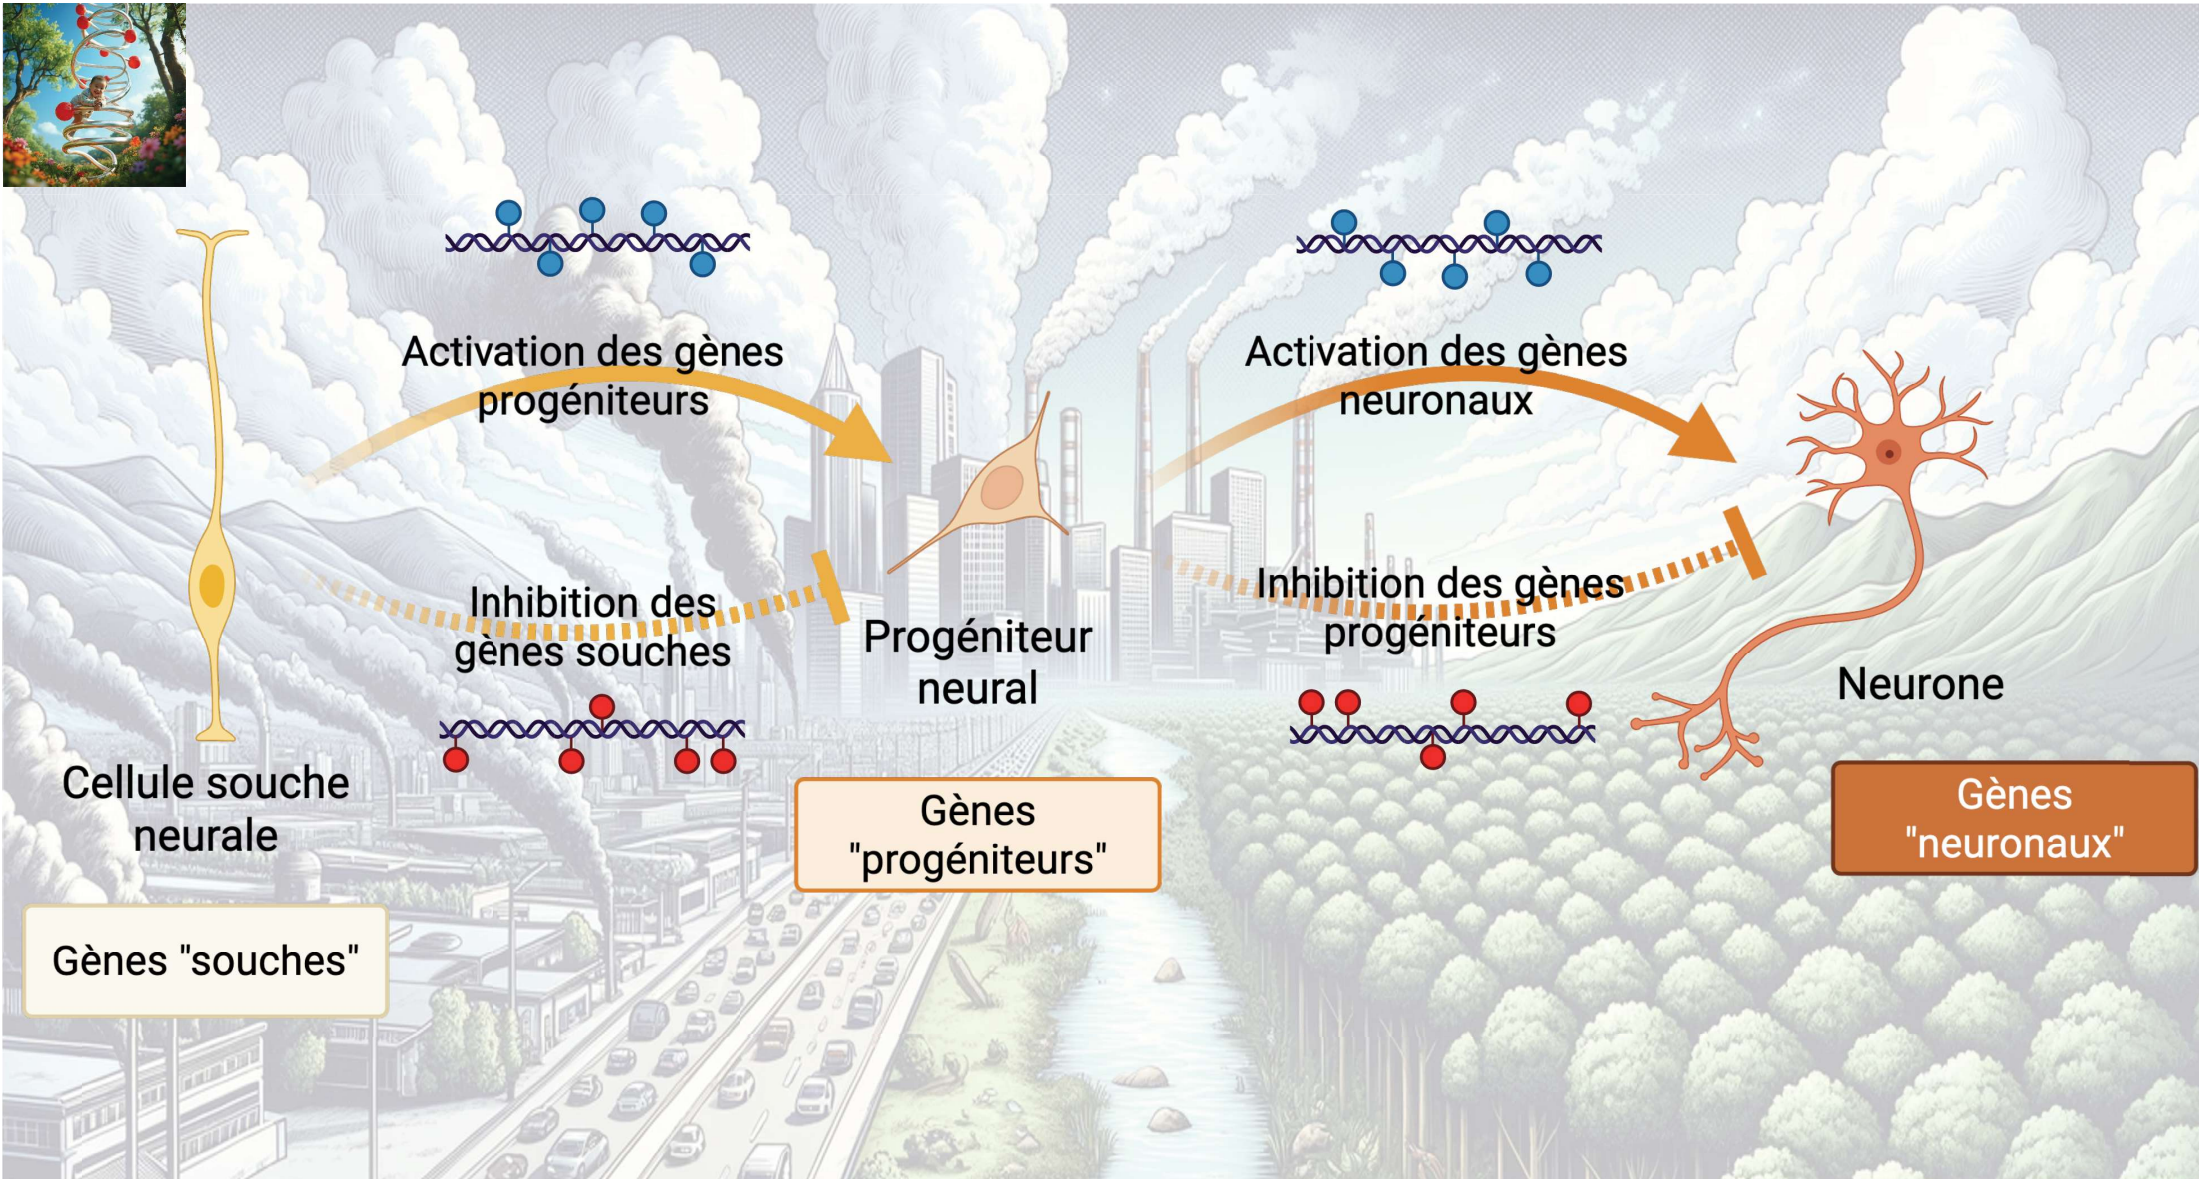 Activation des gènes
progéniteurs
Activation des gènes
neuronaux
Inhibition des
gènes souches
Inhibition des gènes
progéniteurs
Cellule souche
neurale
Progéniteur
neural
Neurone
Gènes "souches"
Gènes
"progéniteurs"
Gènes
"neuronaux"